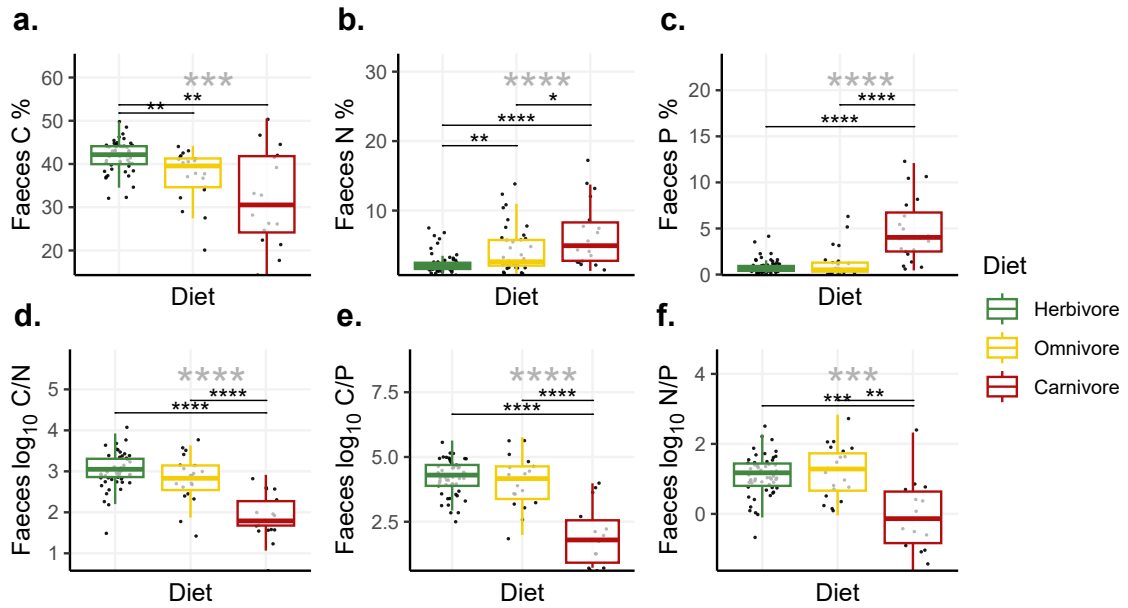 a.
Faeces C %
60
50
40
30
20
***
**
**
Diet
b.
Faeces N %
30
20
10
****
*
****
**
Diet
c.
Faeces P %
20
15
10
5
0
****
****
****
Diet
Diet
Herbivore
Omnivore
Carnivore
d.
Faeces log10 C/N
5
4
3
2
1
****
****
****
Diet
e.
Faeces log10 C/P
7.5
5.0
2.5
****
****
****
Diet
f.
Faeces log10 N/P
4
2
0
***
**
***
Diet